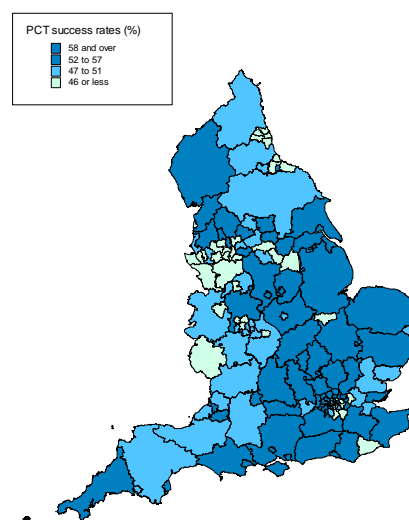 PCT success rates (%)
58 and over
52 to 57
47 to 51
46 or less